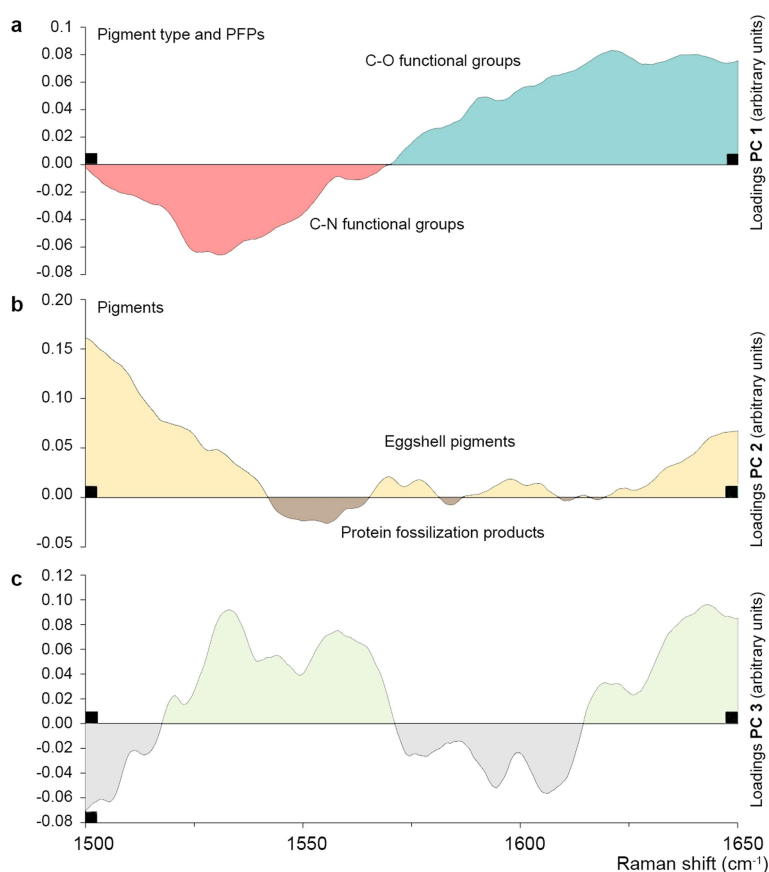 a
Pigment type and PFPs
0.1
0.08
0.06
0.04
0.02
0.00
-0.02
-0.04
-0.06
-0.08
C-O functional groups
C-N functional groups
Loadings PC 1 (arbitrary units)
b
Pigments
0.20
0.15
0.10
0.05
0.00
-0.05
Eggshell pigments
Protein fossilization products
Loadings PC 2 (arbitrary units)
c
0.12
0.10
0.08
0.06
0.04
0.02
0.00
-0.02
-0.04
-0.06
-0.08
Loadings PC 3 (arbitrary units)
1500 1550 1600 1650
Raman shift (cm⁻¹)